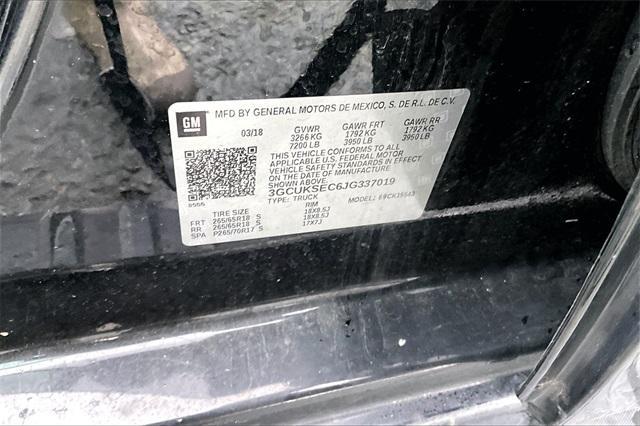 GM
MFD BY GENERAL MOTORS DE MEXICO, S. DE R.L. DE C.V.
03/18 GVWR GAWR FRT GAWR RR
3266 KG 1792 KG 1792 KG
7200 LB 3950 LB 3950 LB
THIS VEHICLE CONFORMS TO ALL
APPLICABLE U.S. FEDERAL MOTOR
VEHICLE SAFETY STANDARDS IN EFFECT
ON THE DATE OF MANUFACTURE
3GCUKSEC6JG337019
TYPE: TRUCK MODEL:
TIRE SIZE RIM
FRT 265/65R18 S 18X8.5J
RR 265/65R18 S 18X8.5J
SPA P265/70R17 S 17X7J